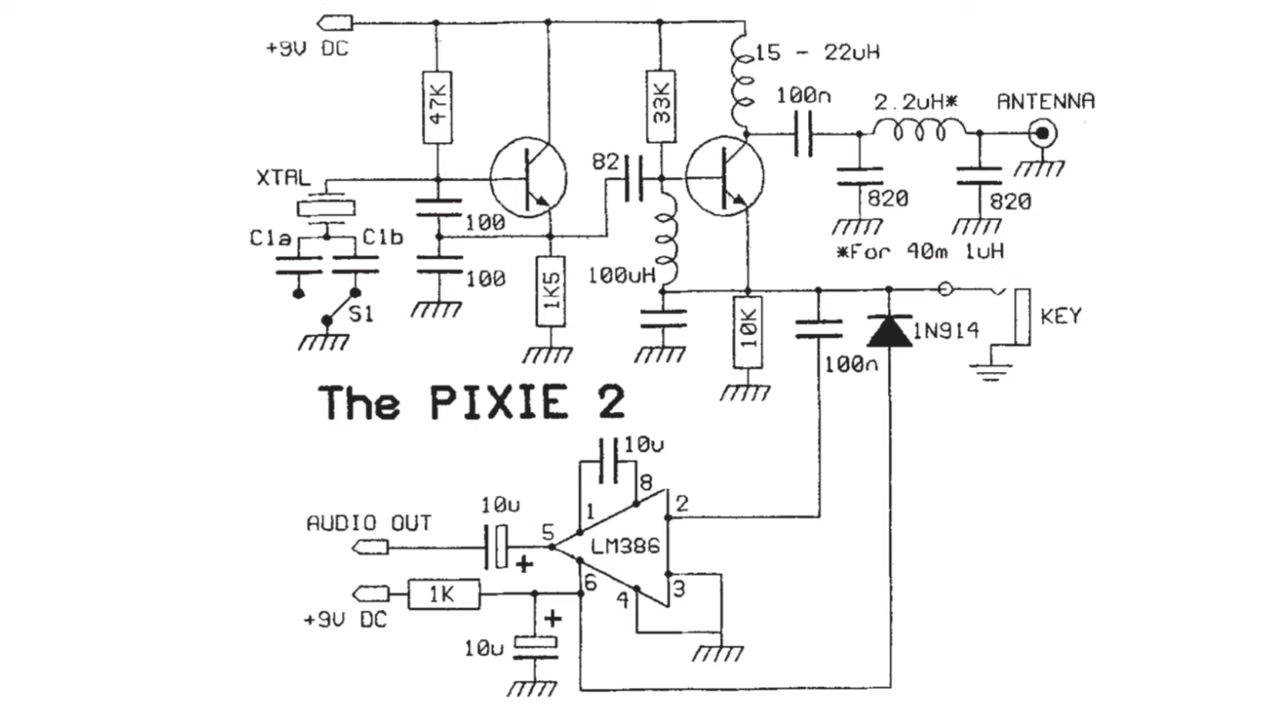 +9V DC
15 - 22uH
47K
33K
100n
2.2uH*
ANTENNA
82
XTAL
100
820
820
C1a
C1b
*For 40m 1uH
100
100uH
1K5
S1
10K
1N914
KEY
100n
The PIXIE 2
10u
8
10u
1
2
AUDIO OUT
5
LM386
6
3
1K
4
+9V DC
+
+
10u